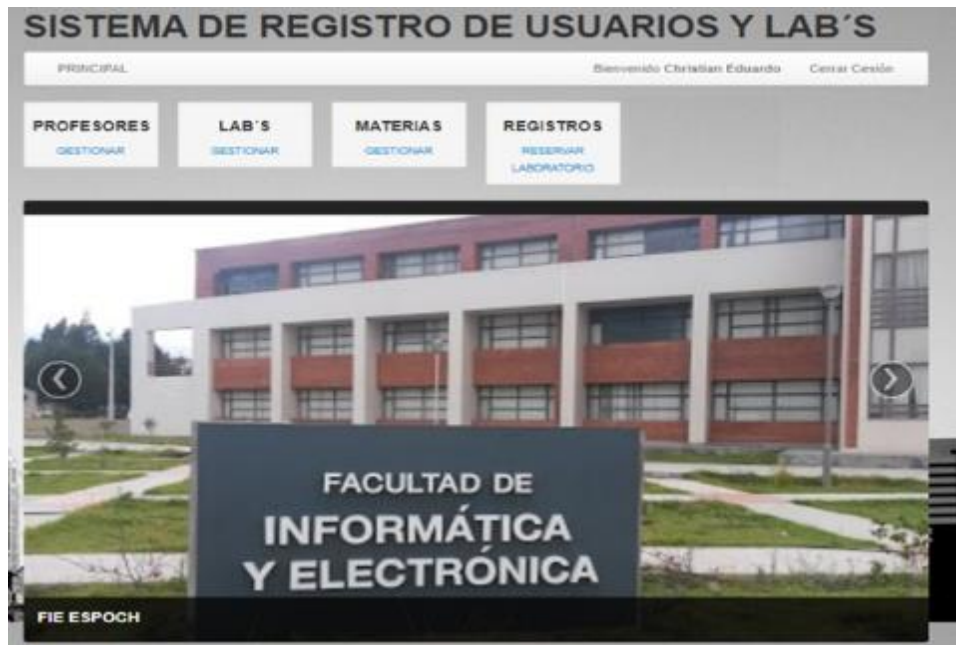 SISTEMA DE REGISTRO DE USUARIOS Y LAB´S
PRINCIPAL Bienvenido Christian Eduardo Cerrar Cesión
PROFESORES LAB´S MATERIAS REGISTROS
GESTIONAR GESTIONAR GESTIONAR RESERVAR
LABORATORIO
FACULTAD DE
INFORMÁTICA
Y ELECTRÓNICA
FIE ESPOCH